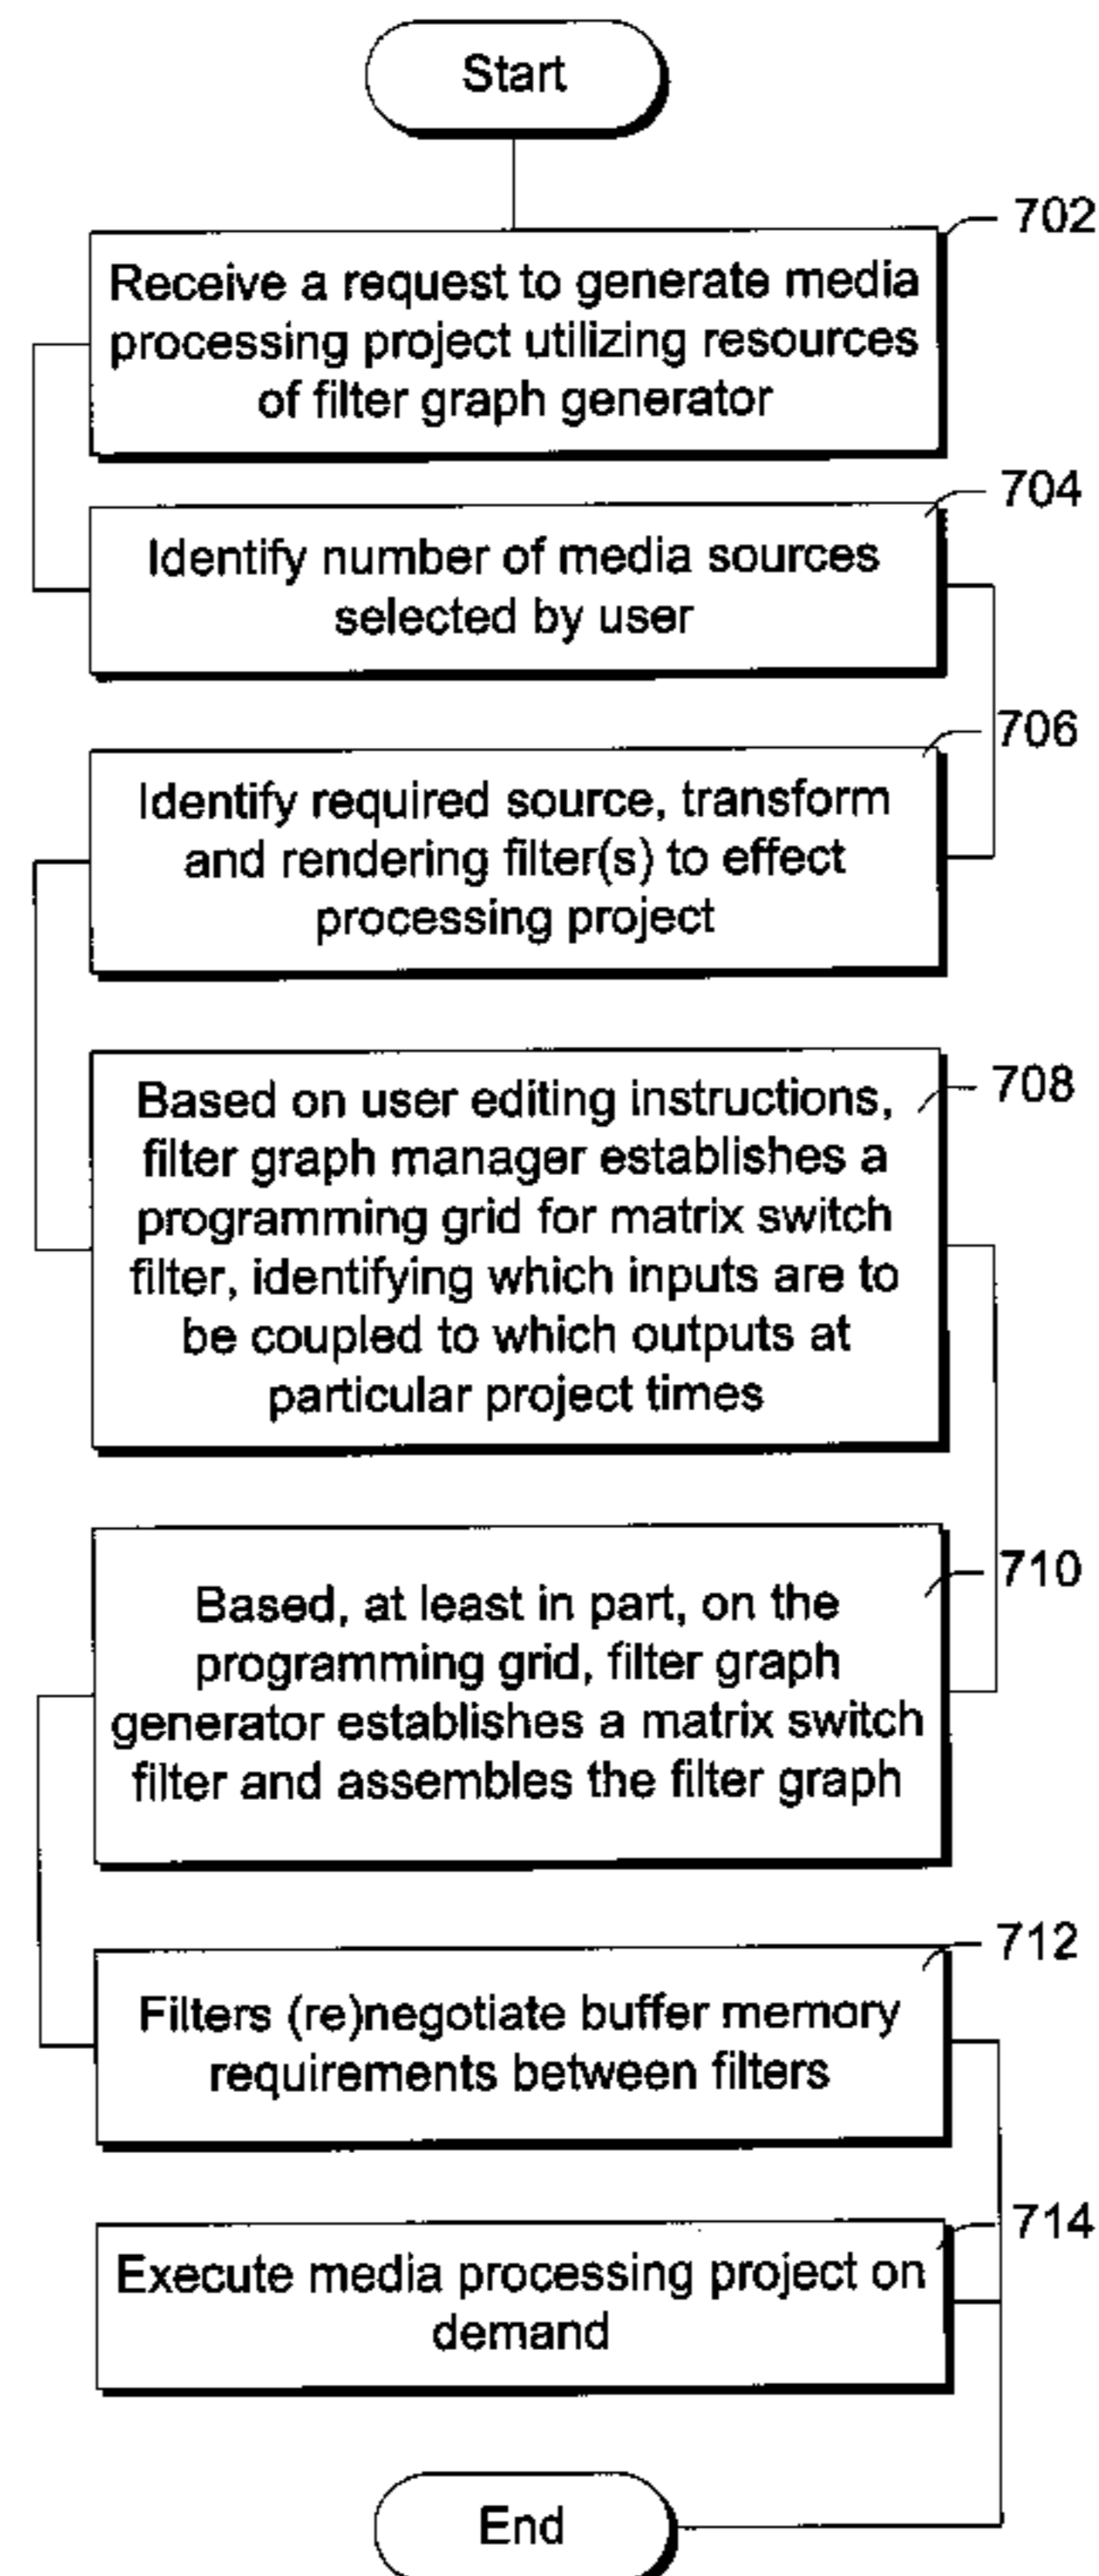 Start
702
Receive a request to generate media
processing project utilizing resources
of filter graph generator
704
Identify number of media sources
selected by user
706
Identify required source, transform
and rendering filter(s) to effect
processing project
708
Based on user editing instructions,
filter graph manager establishes a
programming grid for matrix switch
filter, identifying which inputs are to
be coupled to which outputs at
particular project times
710
Based, at least in part, on the
programming grid, filter graph
generator establishes a matrix switch
filter and assembles the filter graph
712
Filters (re)negotiate buffer memory
requirements between filters
714
Execute media processing project on
demand
End